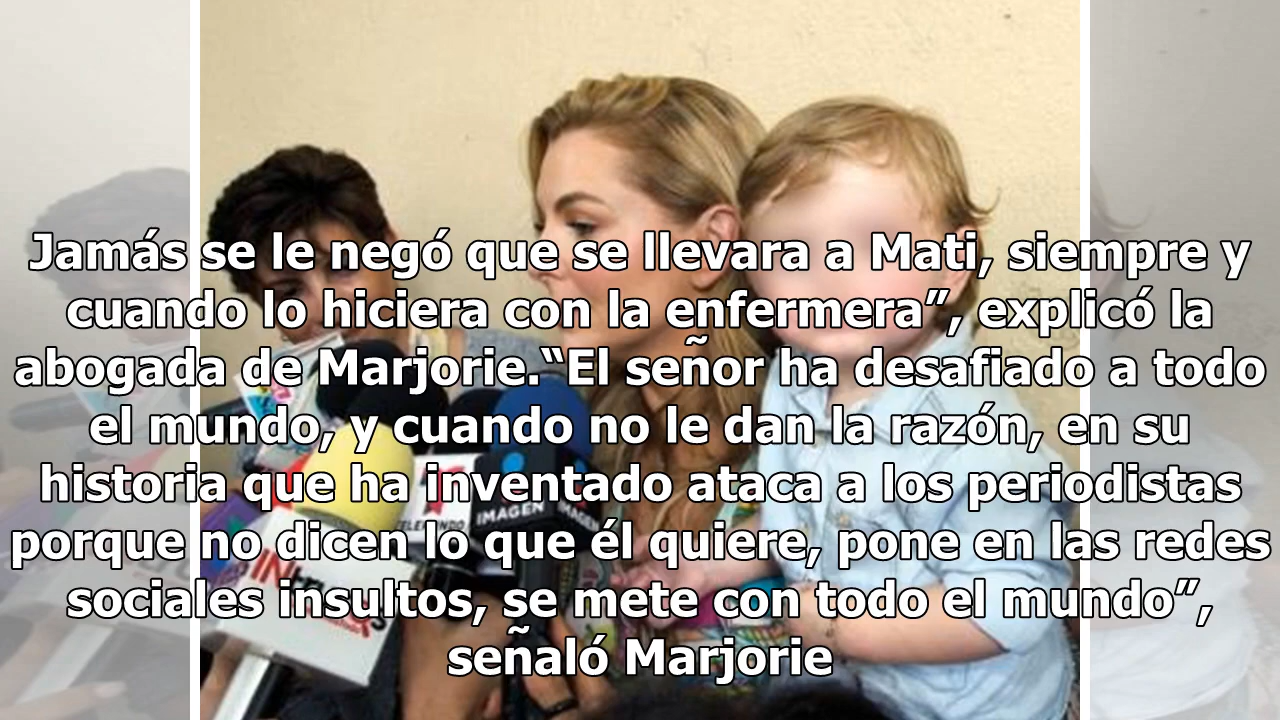 Jamás se le negó que se llevara a Mati, siempre y
cuando lo hiciera con la enfermera”, explicó la
abogada de Marjorie.“El señor ha desafiado a todo
el mundo, y cuando no le dan la razón, en su
historia que ha inventado ataca a los periodistas
porque no dicen lo que él quiere, pone en las redes
sociales insultos, se mete con todo el mundo”,
señaló Marjorie
IMAGEN
IMAGEN